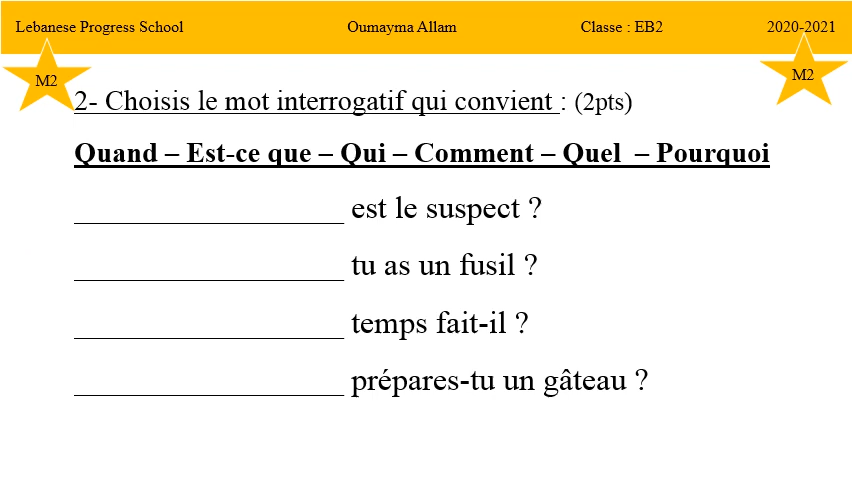 Lebanese Progress School Oumayma Allam Classe : EB2 2020-2021
M2 M2
2- Choisis le mot interrogatif qui convient : (2pts)
Quand – Est-ce que – Qui – Comment – Quel – Pourquoi
__________________ est le suspect ?
__________________ tu as un fusil ?
__________________ temps fait-il ?
__________________ prépares-tu un gâteau ?